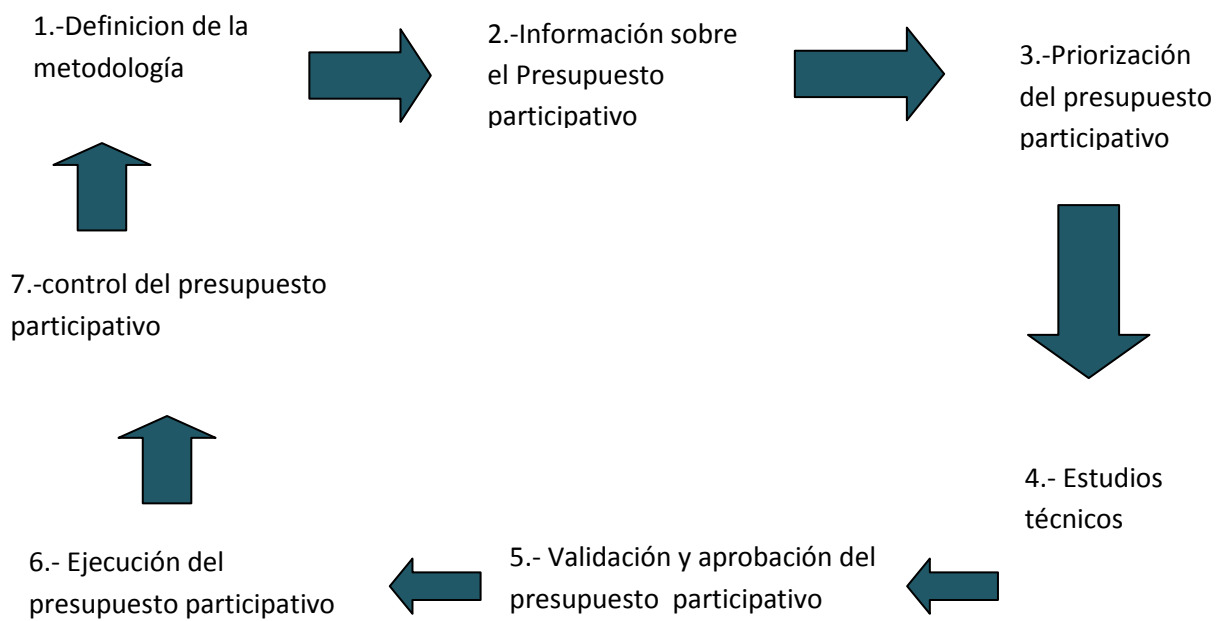 1.-Definicion de la
metodología
2.-Información sobre
el Presupuesto
participativo
3.-Priorización
del presupuesto
participativo
4.- Estudios
técnicos
5.- Validación y aprobación del
presupuesto participativo
6.- Ejecución del
presupuesto participativo
7.-control del presupuesto
participativo